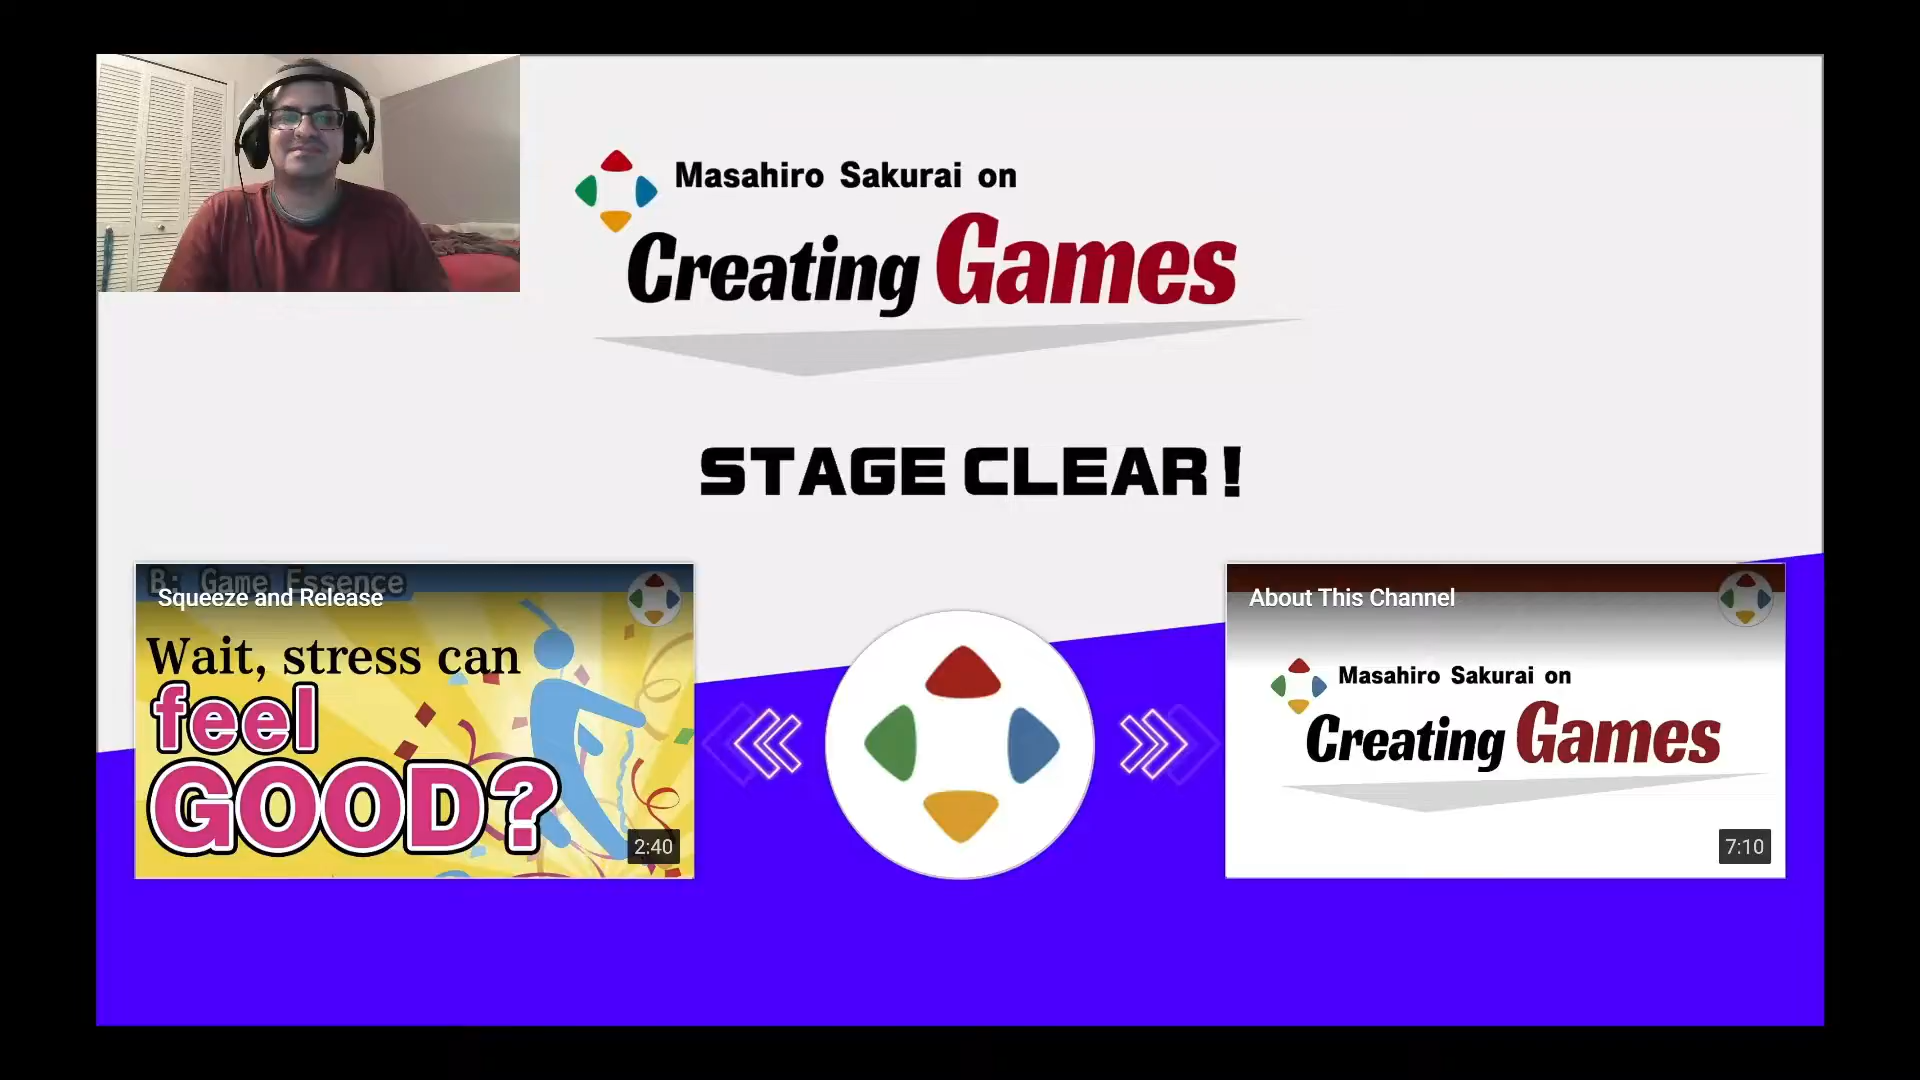 Masahiro Sakurai on
Creating Games
STAGE CLEAR!
B: Game Essence
Squeeze and Release
Wait, stress can
feel
GOOD?
2:40
About This Channel
Masahiro Sakurai on
Creating Games
7:10